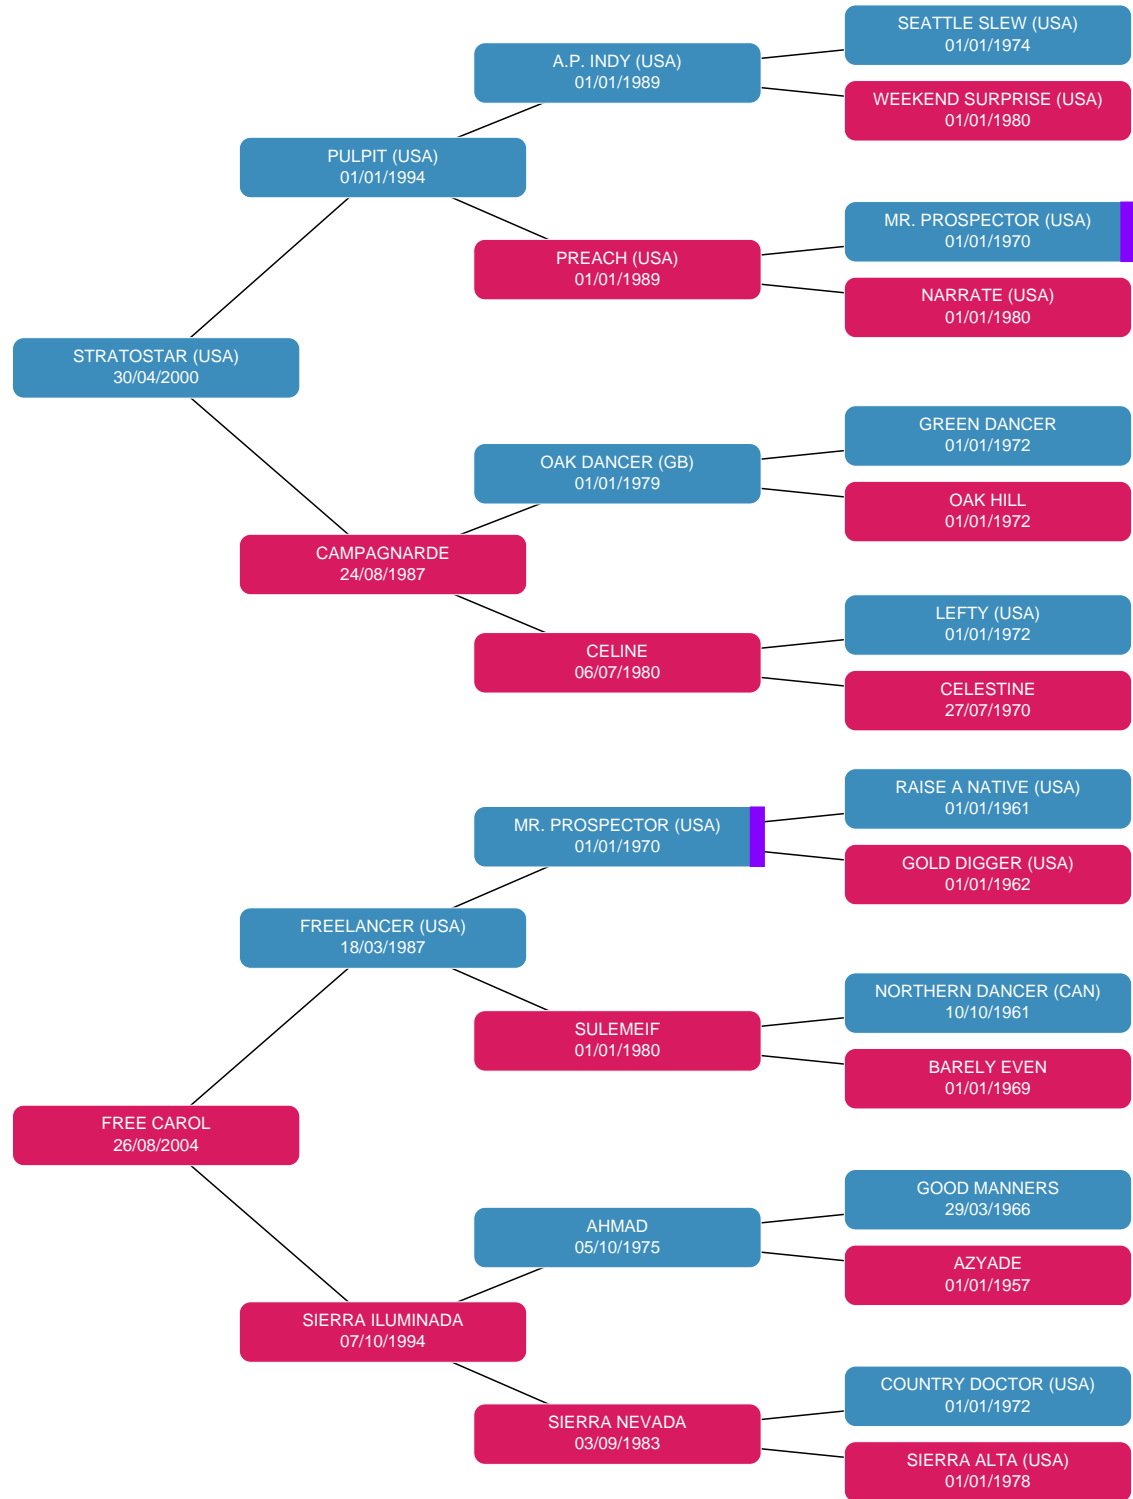 SEATTLE SLEW (USA)
01/01/1974
A.P. INDY (USA)
01/01/1989
WEEKEND SURPRISE (USA)
01/01/1980
PULPIT (USA)
01/01/1994
MR. PROSPECTOR (USA)
01/01/1970
PREACH (USA)
01/01/1989
NARRATE (USA)
01/01/1980
STRATOSTAR (USA)
30/04/2000
GREEN DANCER
01/01/1972
OAK DANCER (GB)
01/01/1979
OAK HILL
01/01/1972
CAMPAGNARDE
24/08/1987
LEFTY (USA)
01/01/1972
CELINE
06/07/1980
CELESTINE
27/07/1970
RAISE A NATIVE (USA)
01/01/1961
MR. PROSPECTOR (USA)
01/01/1970
GOLD DIGGER (USA)
01/01/1962
FREELANCER (USA)
18/03/1987
NORTHERN DANCER (CAN)
10/10/1961
SULEMEIF
01/01/1980
BARELY EVEN
01/01/1969
FREE CAROL
26/08/2004
GOOD MANNERS
29/03/1966
AHMAD
05/10/1975
AZYADE
01/01/1957
SIERRA ILUMINADA
07/10/1994
COUNTRY DOCTOR (USA)
01/01/1972
SIERRA NEVADA
03/09/1983
SIERRA ALTA (USA)
01/01/1978